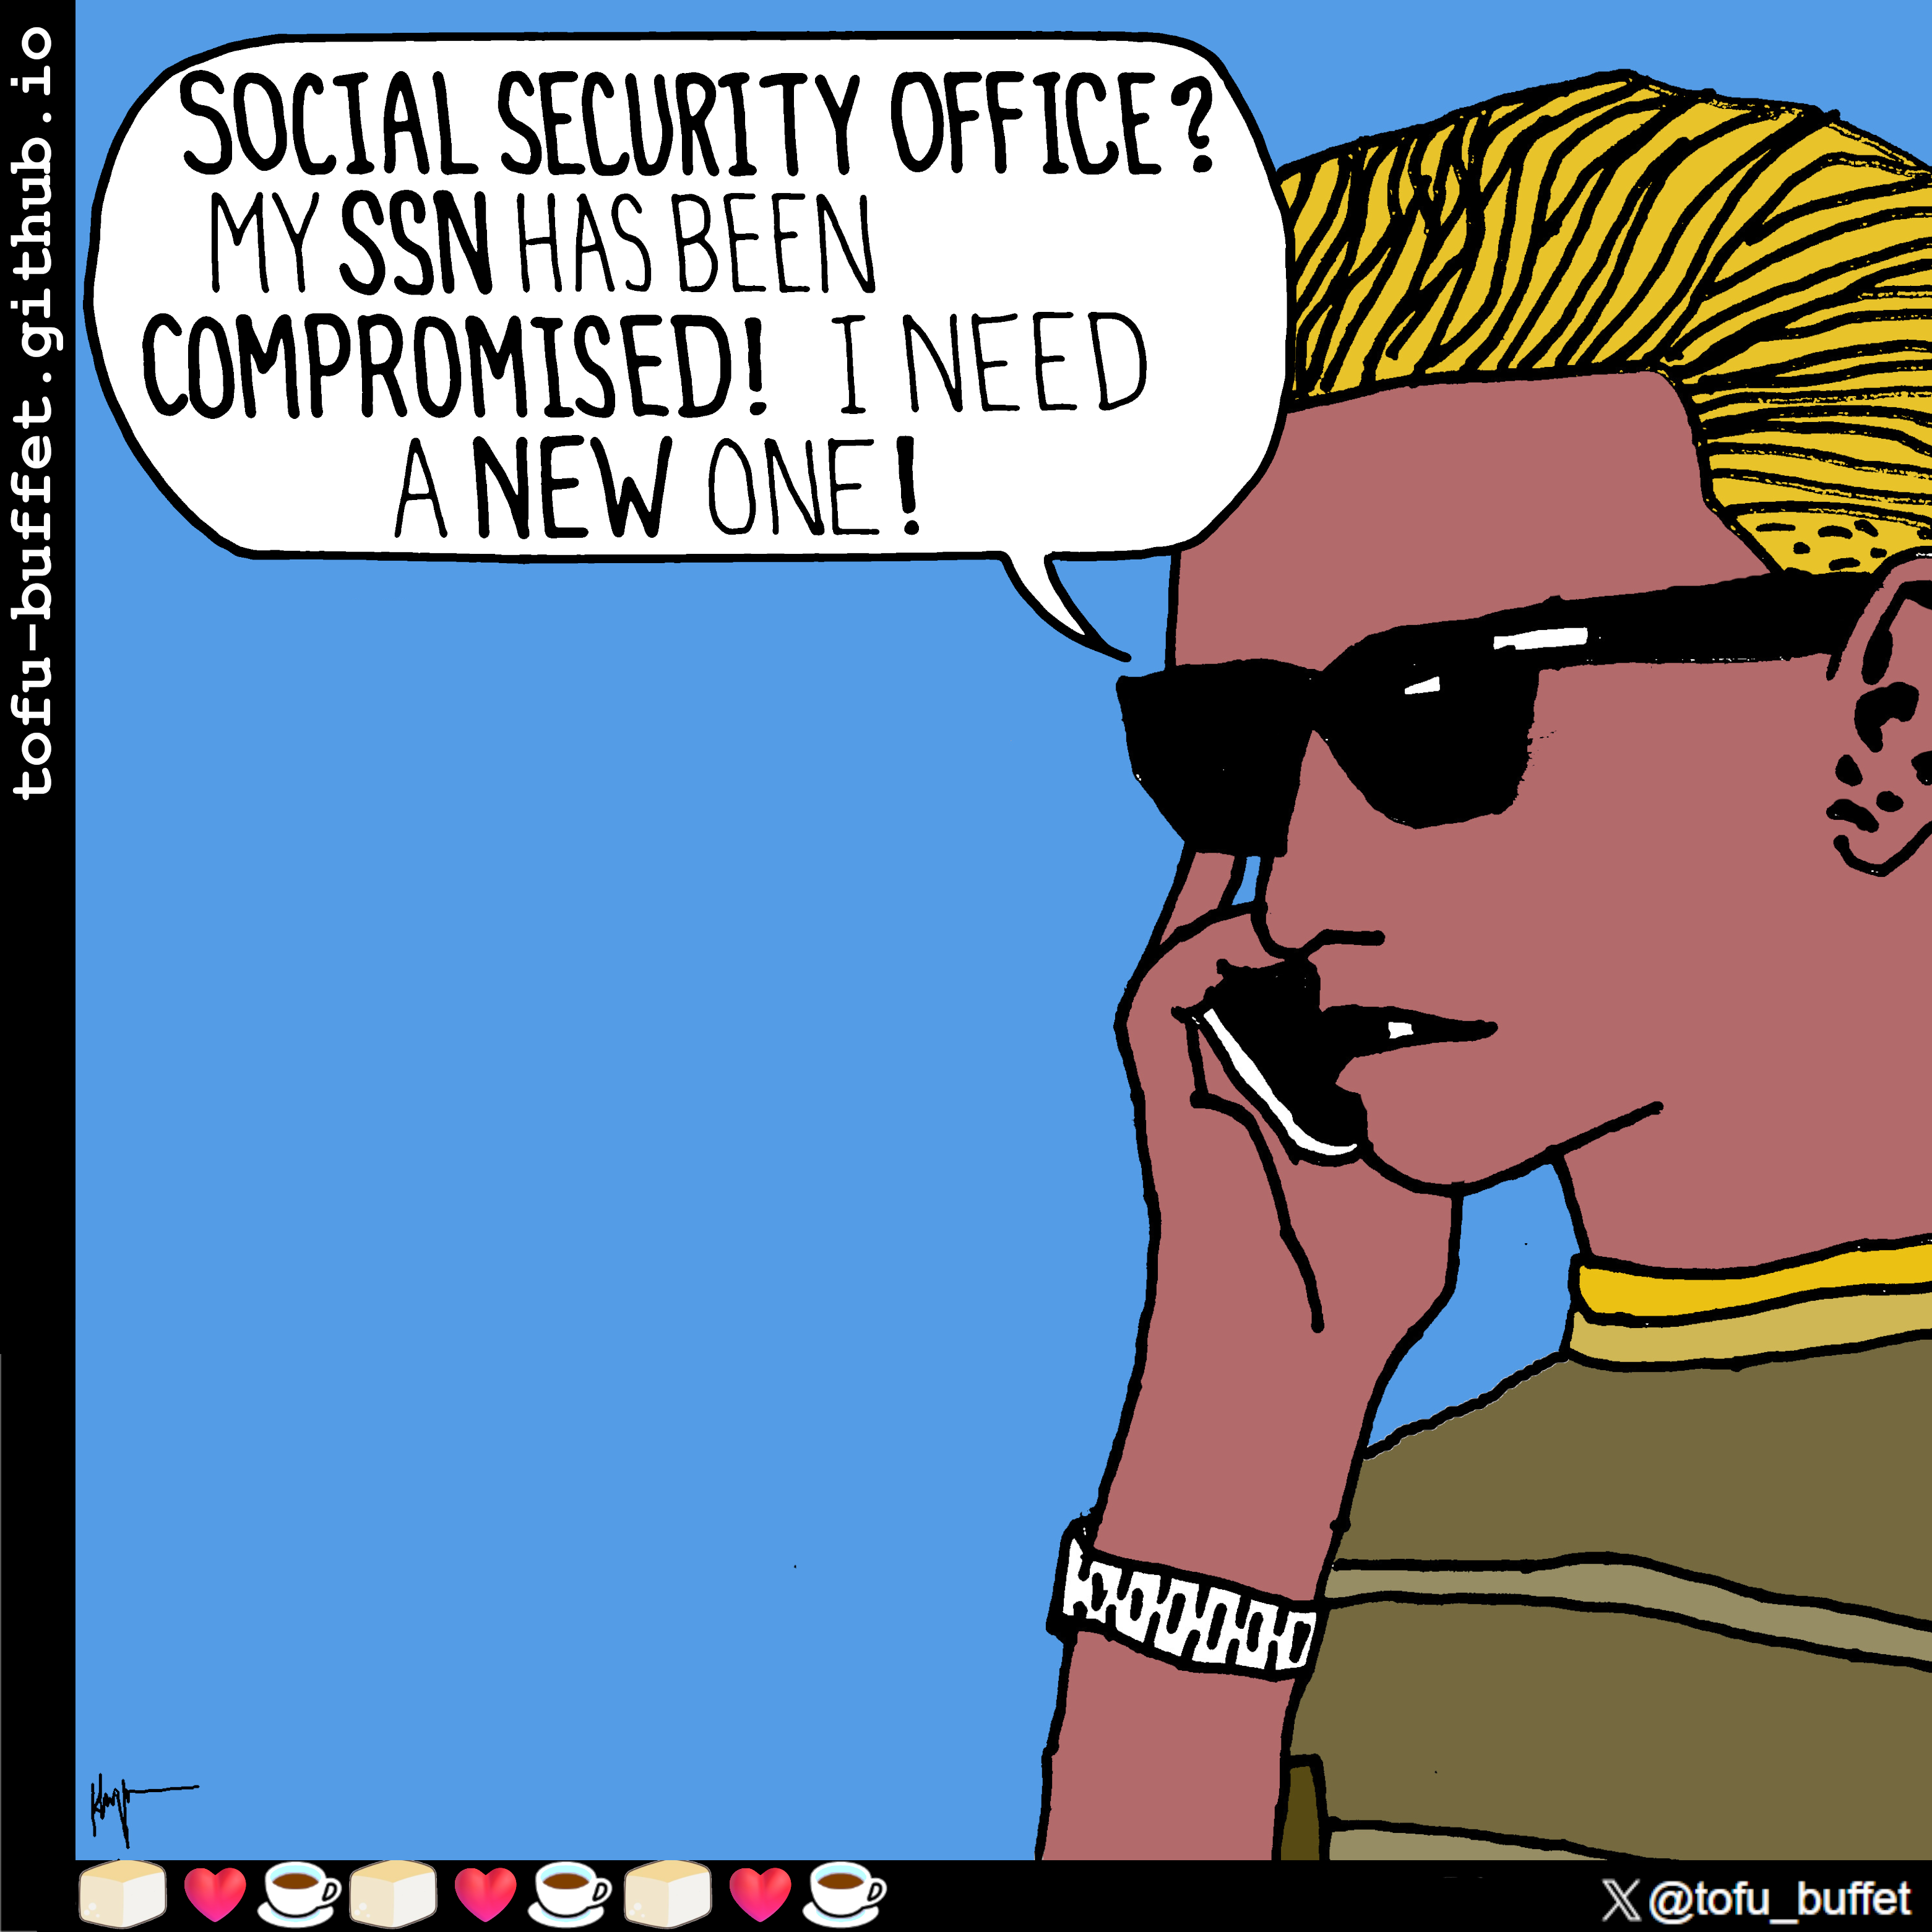 SOCIAL SECURITY OFFICE?
MY SSN HAS BEEN
COMPROMISED! I NEED
A NEW ONE!
tofu-buffet.github.io
𝕏 @tofu_buffet